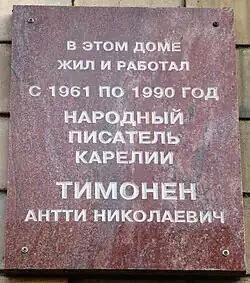 В ЭТОМ ДОМЕ
ЖИЛ И РАБОТАЛ
С 1961 ПО 1990 ГОД
НАРОДНЫЙ
ПИСАТЕЛЬ
КАРЕЛИИ
ТИМОНЕН
АНТТИ НИКОЛАЕВИЧ